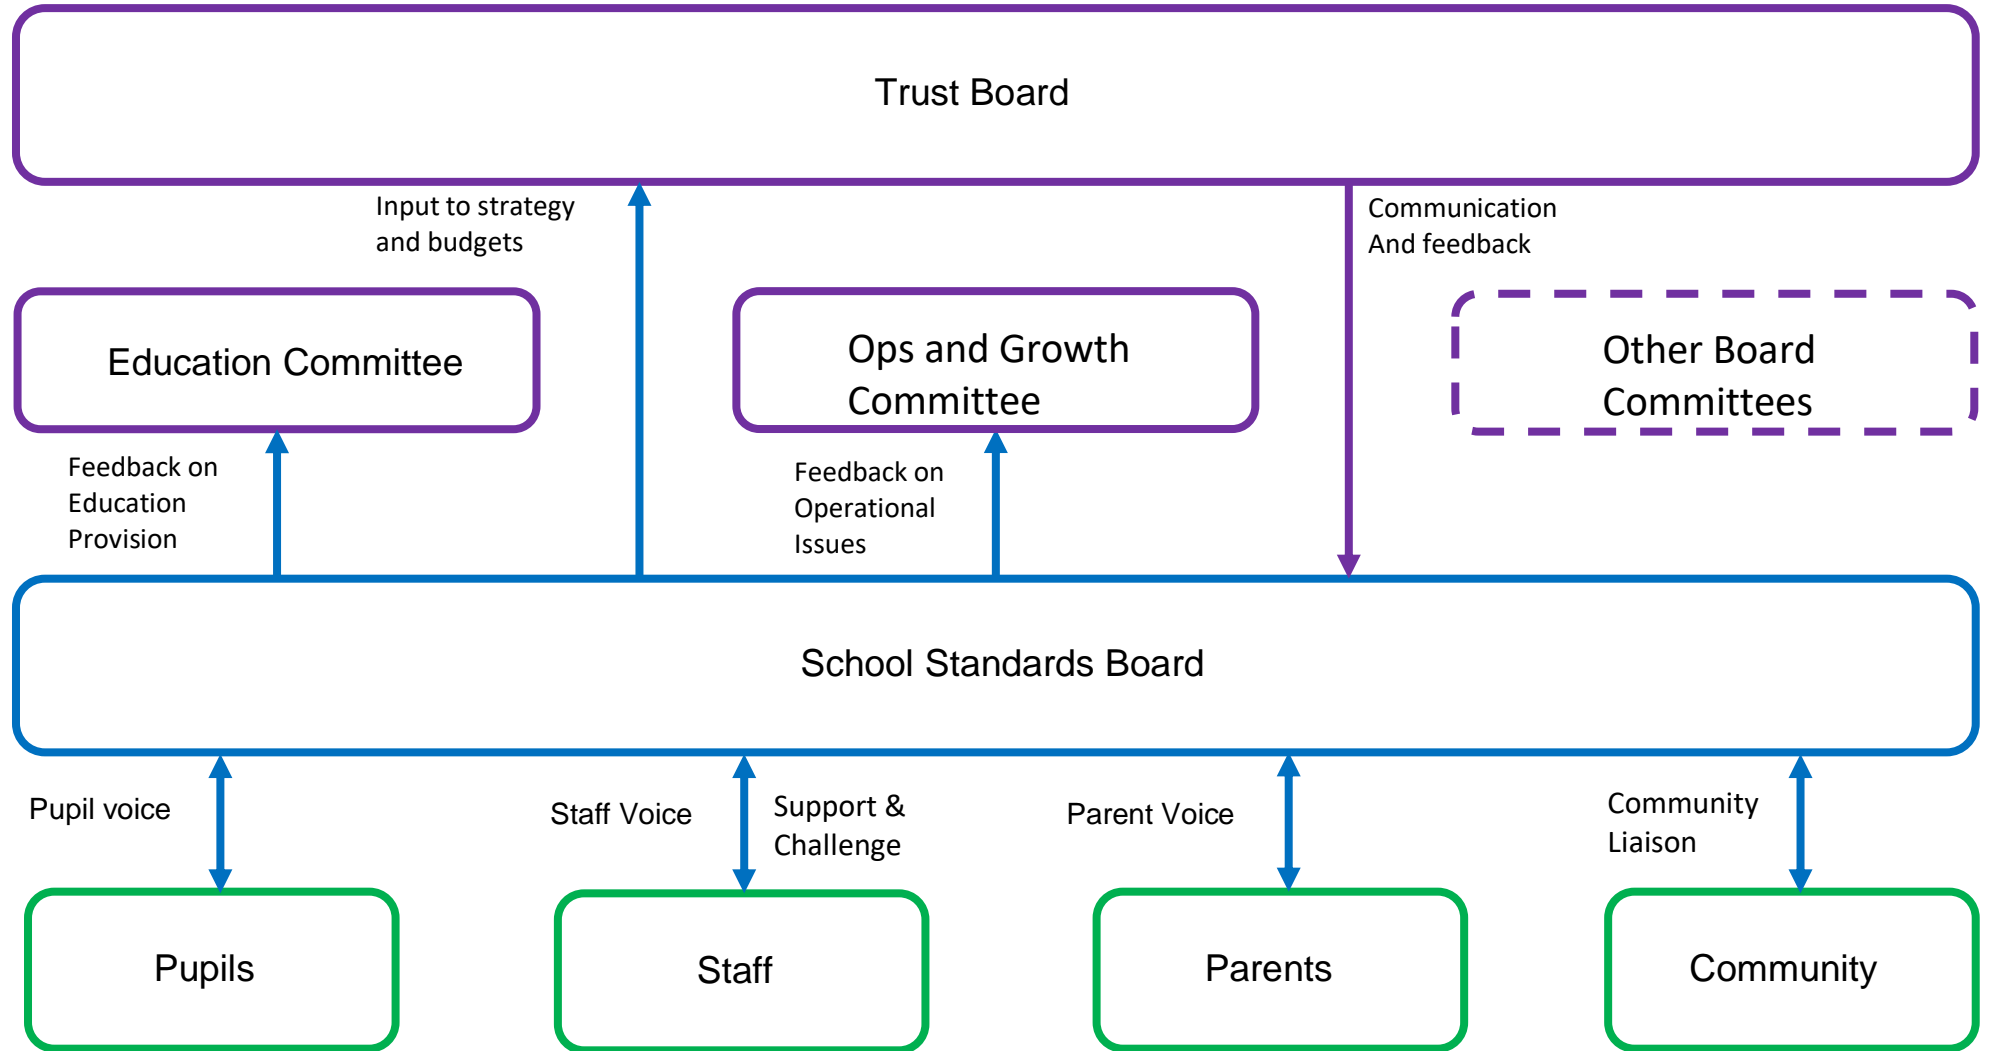 Trust Board
Input to strategy
and budgets
Communication
And feedback
Education Committee
Ops and Growth
Committee
Other Board
Committees
Feedback on
Education
Provision
Feedback on
Operational
Issues
School Standards Board
Pupil voice
Staff Voice
Support &
Challenge
Parent Voice
Community
Liaison
Pupils
Staff
Parents
Community